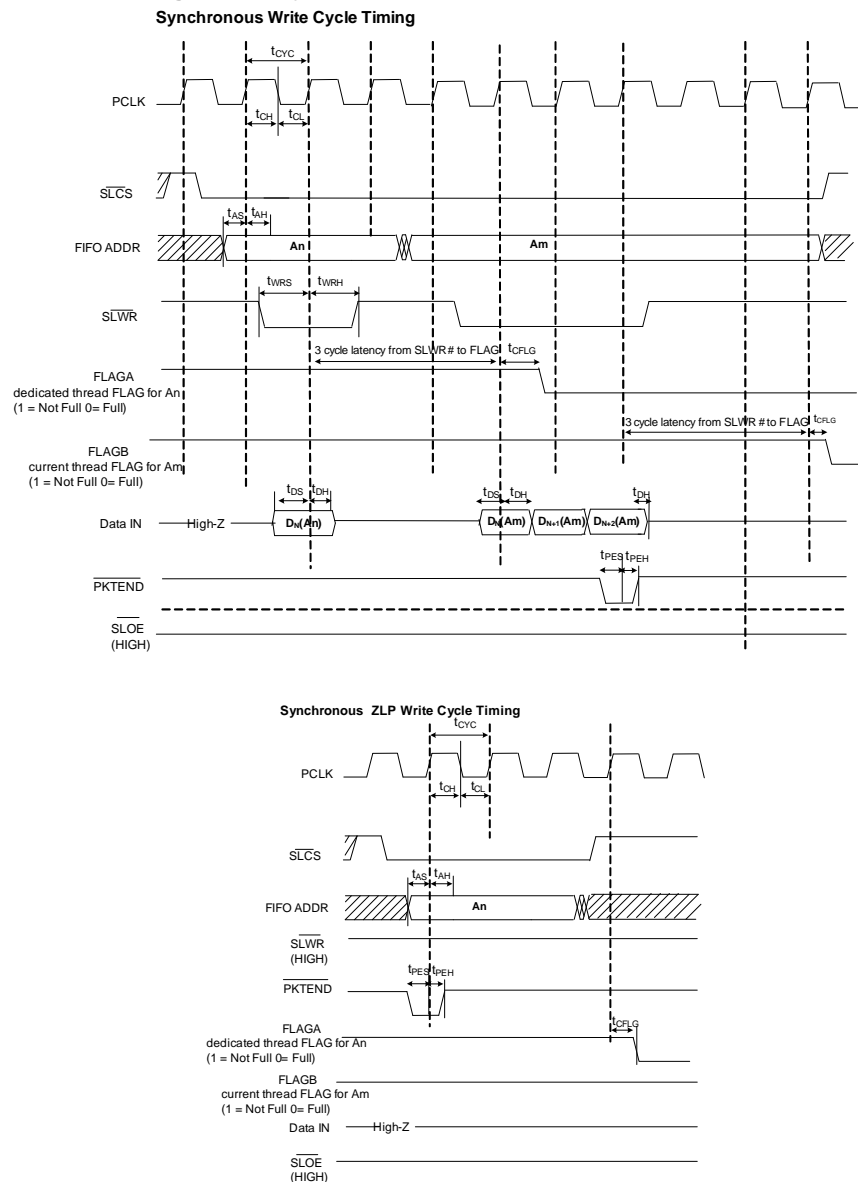 Synchronous Write Cycle Timing
tCYC
PCLK
tCH tCL
SLCS
tAS tAH
FIFO ADDR An Am
tWRS tWRH
SLWR
3 cycle latency from SLWR # to FLAG tCFLG
FLAGA
dedicated thread FLAG for An
(1 = Not Full 0= Full)
3 cycle latency from SLWR # to FLAG tCFLG
FLAGB
current thread FLAG for Am
(1 = Not Full 0= Full)
tDS tDH tDS tDH tDH
Data IN High-Z DN(An) DN(Am) DN+1(Am) DN+2(Am)
tPES tPEH
PKTEND
SLOE
(HIGH)
Synchronous ZLP Write Cycle Timing
tCYC
PCLK
tCH tCL
SLCS
tAS tAH
FIFO ADDR An
SLWR
(HIGH)
tPES tPEH
PKTEND
FLAGA tCFLG
dedicated thread FLAG for An
(1 = Not Full 0= Full)
FLAGB
current thread FLAG for Am
(1 = Not Full 0= Full)
Data IN High-Z
SLOE
(HIGH)